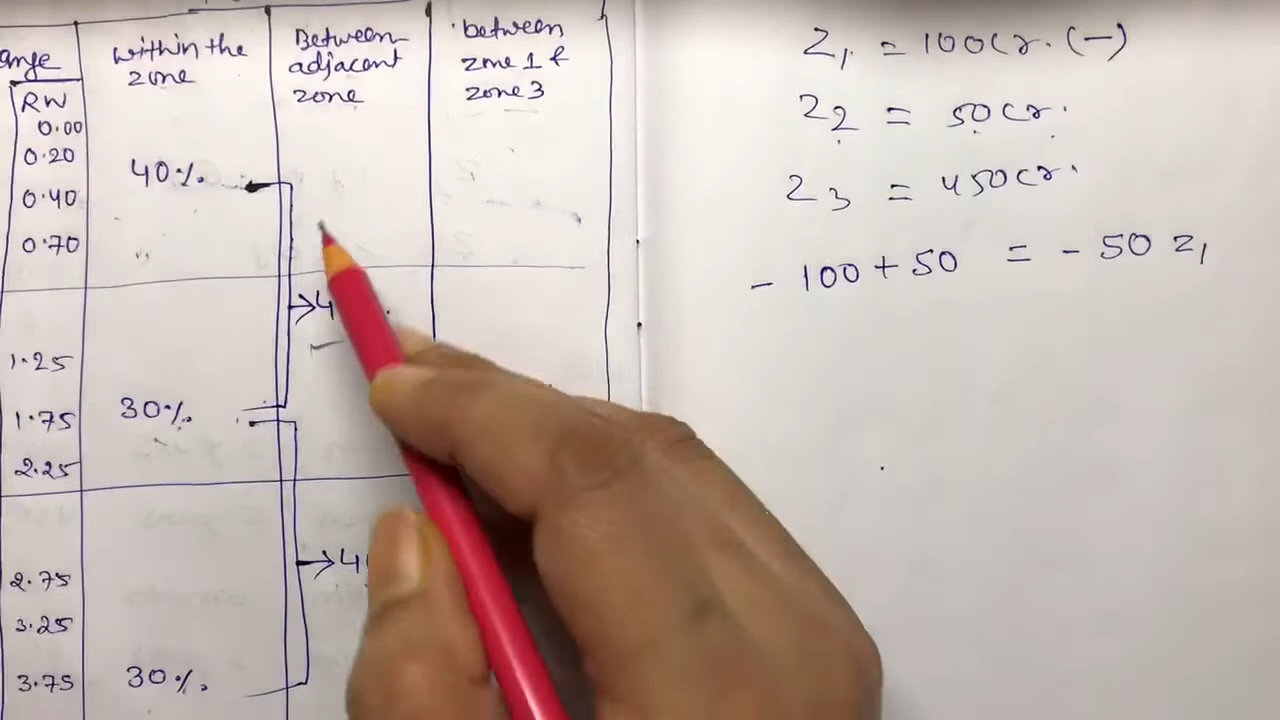 ange
within the
zone
Between
adjacent
zone
between
zone 1 &
zone 3
RW
0.00
0.20
0.40
0.70
40%
1.25
1.75
2.25
30%
2.75
3.25
3.75
30%
Z1 = 100cr. (-)
Z2 = 50cr.
Z3 = 450cr.
- 100 + 50 = - 50 Z1